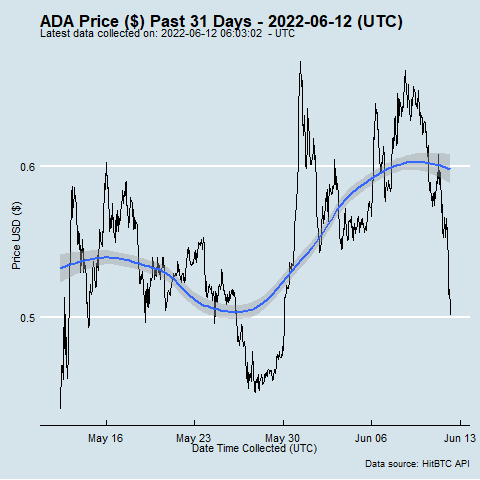 ADA Price ($) Past 31 Days - 2022-06-12 (UTC)
Latest data collected on: 2022-06-12 06:03:02 - UTC
0.6
0.5
Price USD ($)
May 16 May 23 May 30 Jun 06 Jun 13
Date Time Collected (UTC)
Data source: HitBTC API